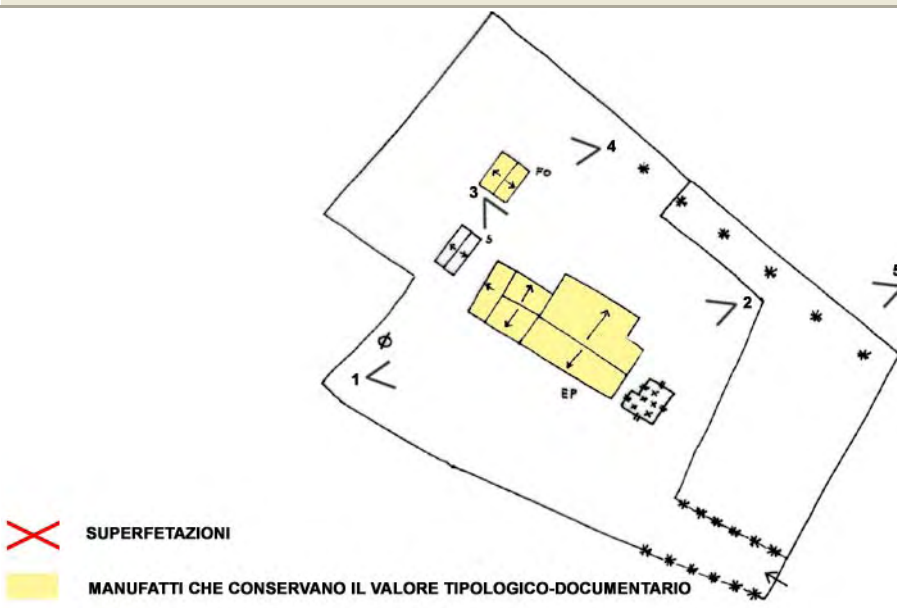 4
FO
3
S
5
2
Ø
1
EP
SUPERFETAZIONI
MANUFATTI CHE CONSERVANO IL VALORE TIPOLOGICO-DOCUMENTARIO